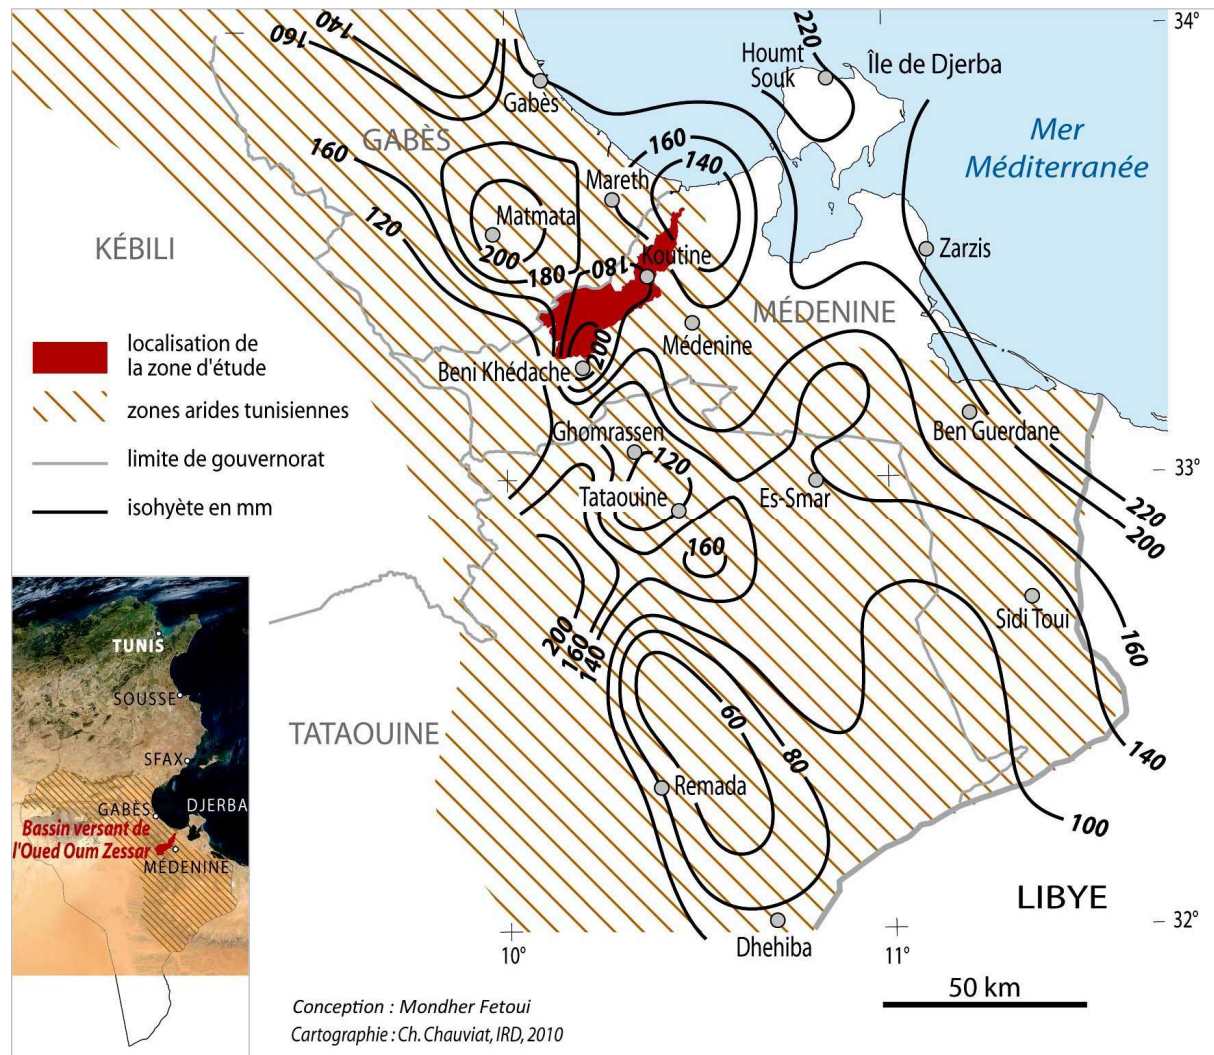 140
160
220
34°
Houmt
Souk
Île de Djerba
Gabès
Mer
Méditerranée
GABÈS
160
160
140
Mareth
120
Matmata
KÉBILI
200
180
180
Koutine
Zarzis
MÉDENINE
Médenine
200
Beni Khédache
localisation de
la zone d'étude
zones arides tunisiennes
limite de gouvernorat
isohyète en mm
Ghomrassen
120
Tataouine
Es-Smar
Ben Guerdane
33°
220
200
160
Sidi Toui
200
160
140
160
TATAOUINE
60
80
Remada
140
100
LIBYE
32°
Dhehiba
10°
11°
50 km
TUNIS
SOUSSE
SFAX
GABÈS
DJERBA
Bassin versant de
l'Oued Oum Zessar
MÉDENINE
Conception : Mondher Fetoui
Cartographie : Ch. Chauviat, IRD, 2010